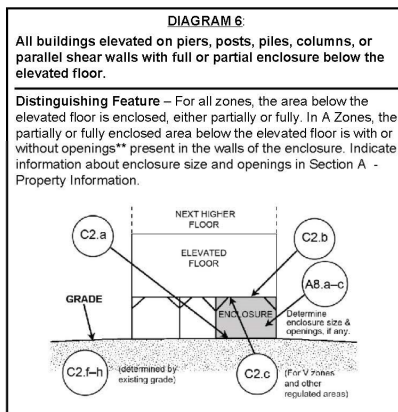 DIAGRAM 6:
All buildings elevated on piers, posts, piles, columns, or
parallel shear walls with full or partial enclosure below the
elevated floor.
Distinguishing Feature – For all zones, the area below the
elevated floor is enclosed, either partially or fully. In A Zones, the
partially or fully enclosed area below the elevated floor is with or
without openings** present in the walls of the enclosure. Indicate
information about enclosure size and openings in Section A -
Property Information.
NEXT HIGHER
FLOOR
C2.a
C2.b
ELEVATED
FLOOR
A8.a–c
GRADE
ENCLOSURE
Determine
enclosure size &
openings, if any.
C2.f–h
(determined by
existing grade)
C2.c
(For V zones
and other
regulated areas)